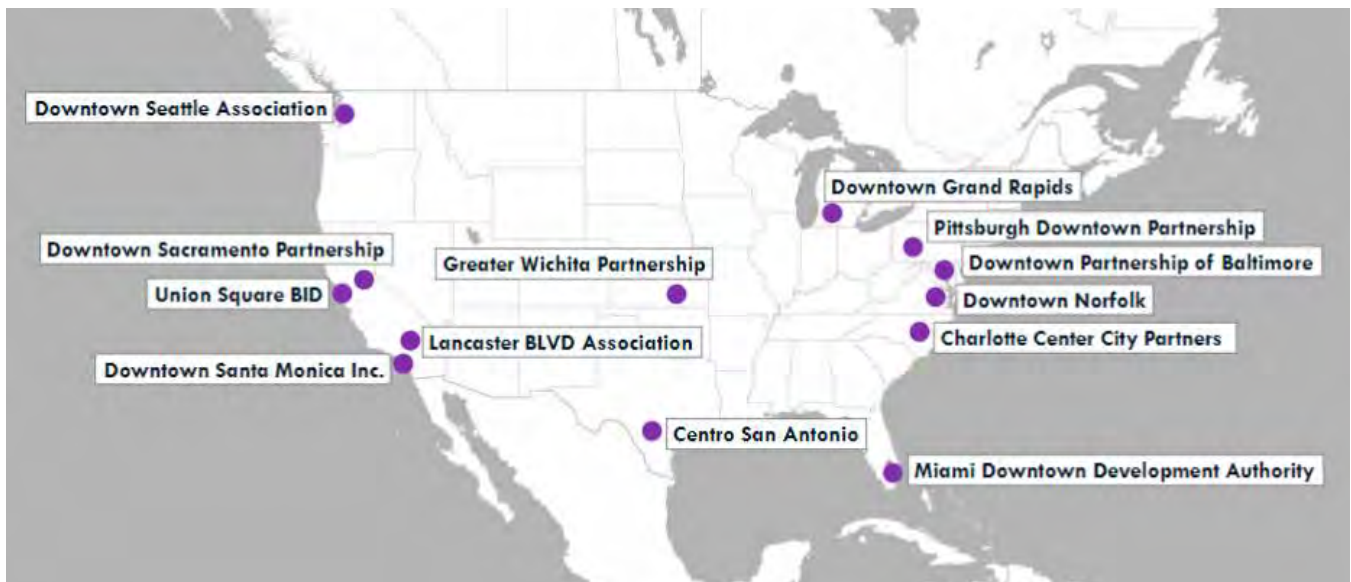 Downtown Seattle Association
Downtown Grand Rapids
Pittsburgh Downtown Partnership
Downtown Sacramento Partnership
Greater Wichita Partnership
Downtown Partnership of Baltimore
Union Square BID
Downtown Norfolk
Charlotte Center City Partners
Lancaster BLVD Association
Downtown Santa Monica Inc.
Centro San Antonio
Miami Downtown Development Authority